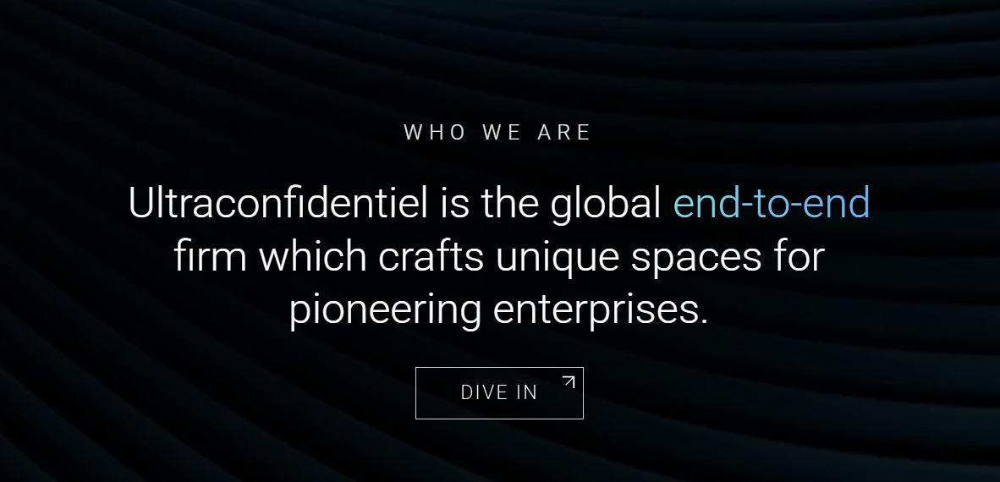 WHO WE ARE
Ultraconfidentiel is the global end-to-end
firm which crafts unique spaces for
pioneering enterprises.
DIVE IN